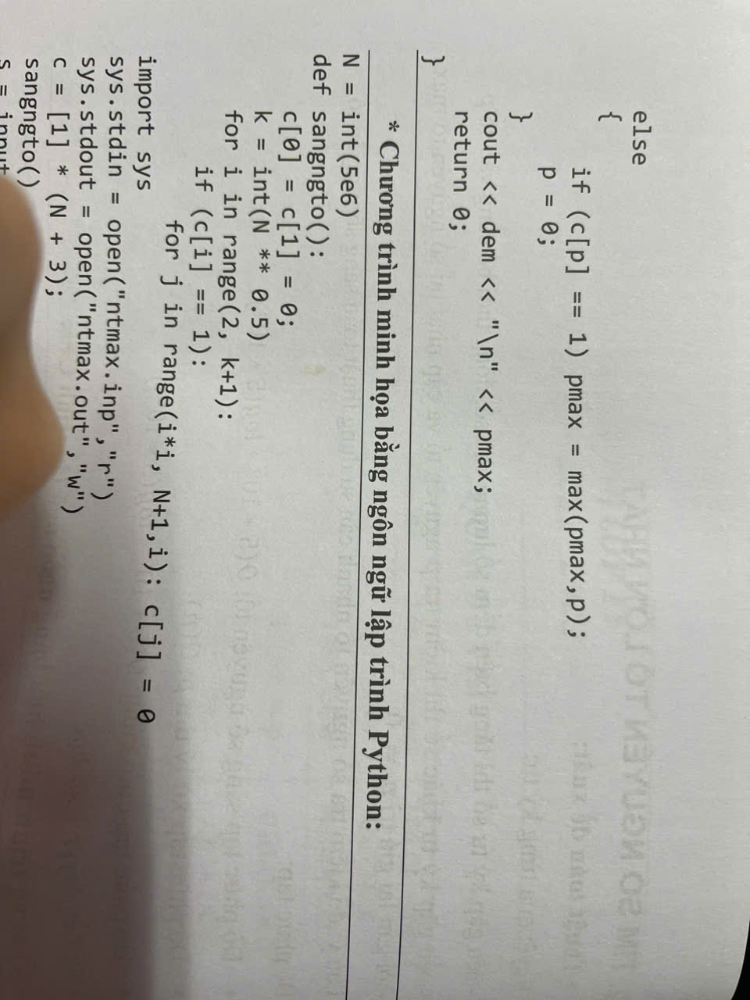 else
{
if (c[p] == 1) pmax = max(pmax,p);
p = 0;
}
cout << dem << "\n" << pmax;
return 0;
}
* Chương trình minh họa bằng ngôn ngữ lập trình Python:
N = int(5e6)
def sangngto():
c[0] = c[1] = 0;
k = int(N ** 0.5)
for i in range(2, k+1):
if (c[i] == 1):
for j in range(i*i, N+1,i): c[j] = 0
import sys
sys.stdin = open("ntmax.inp","r")
sys.stdout = open("ntmax.out","w")
c = [1] * (N + 3);
sangngto()
s = input